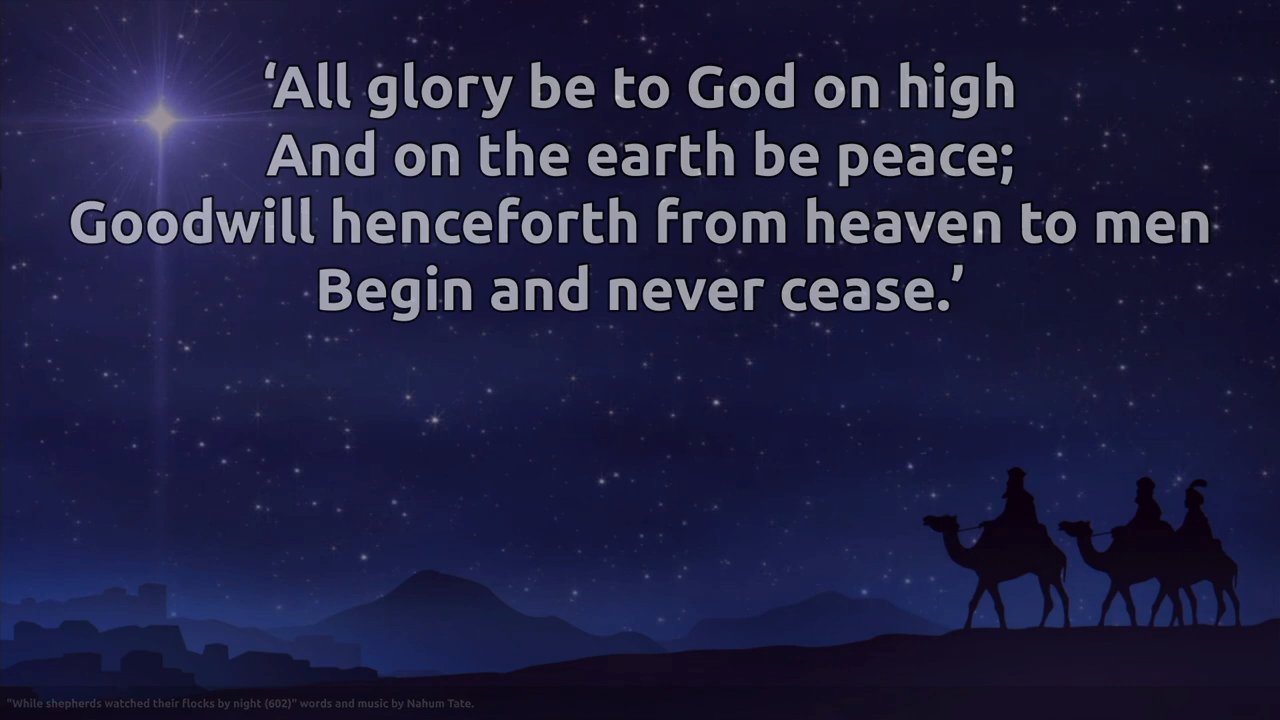 ‘All glory be to God on high
And on the earth be peace;
Goodwill henceforth from heaven to men
Begin and never cease.’
"While shepherds watched their flocks by night (602)" words and music by Nahum Tate.